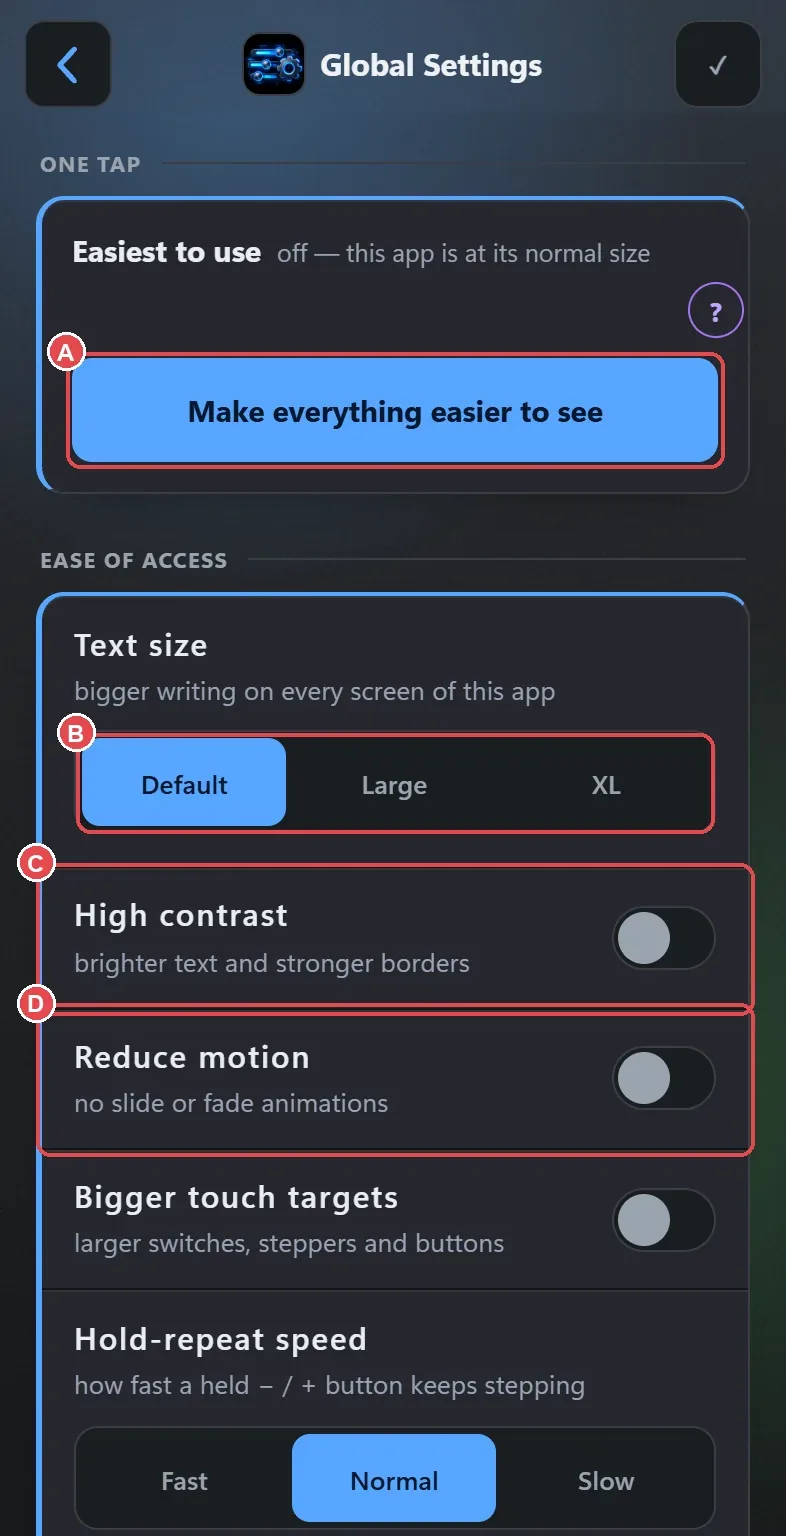 Global Settings
✓
ONE TAP
Easiest to use off — this app is at its normal size
?
A
Make everything easier to see
EASE OF ACCESS
Text size
bigger writing on every screen of this app
B
Default Large XL
C
High contrast
brighter text and stronger borders
D
Reduce motion
no slide or fade animations
Bigger touch targets
larger switches, steppers and buttons
Hold-repeat speed
how fast a held − / + button keeps stepping
Fast Normal Slow